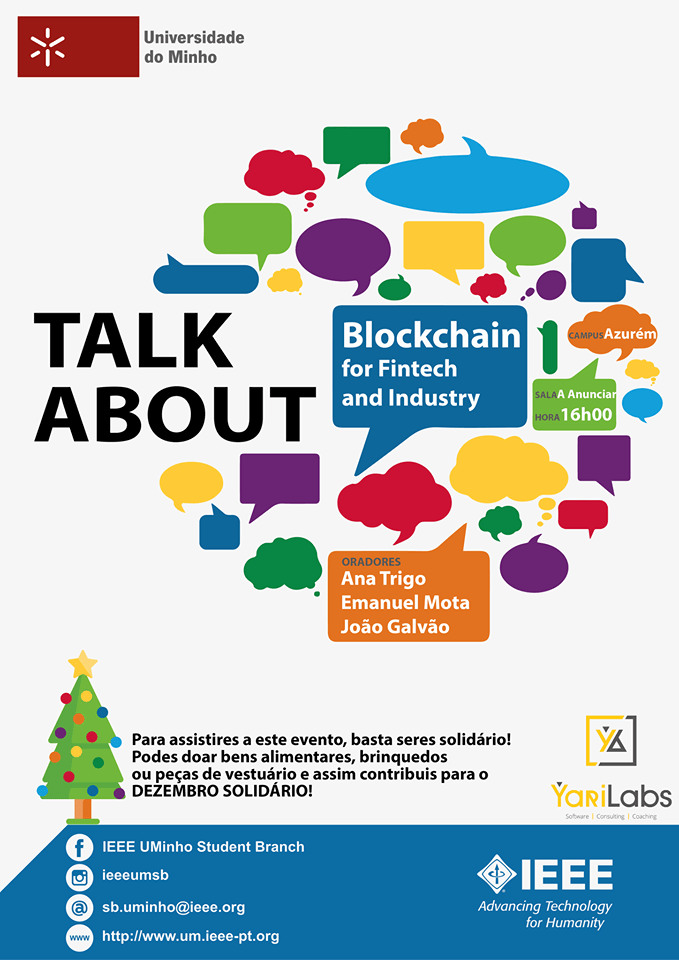 Universidade
do Minho
TALK
ABOUT
Blockchain
for Fintech
and Industry
CAMPUS Azurém
SALA A Anunciar
HORA 16h00
ORADORES
Ana Trigo
Emanuel Mota
João Galvão
Para assistires a este evento, basta seres solidário!
Podes doar bens alimentares, brinquedos
ou peças de vestuário e assim contribuis para o
DEZEMBRO SOLIDÁRIO!
YariLabs
Software | Consulting | Coaching
IEEE UMinho Student Branch
ieeeumsb
sb.uminho@ieee.org
www http://www.um.ieee-pt.org
IEEE
Advancing Technology
for Humanity